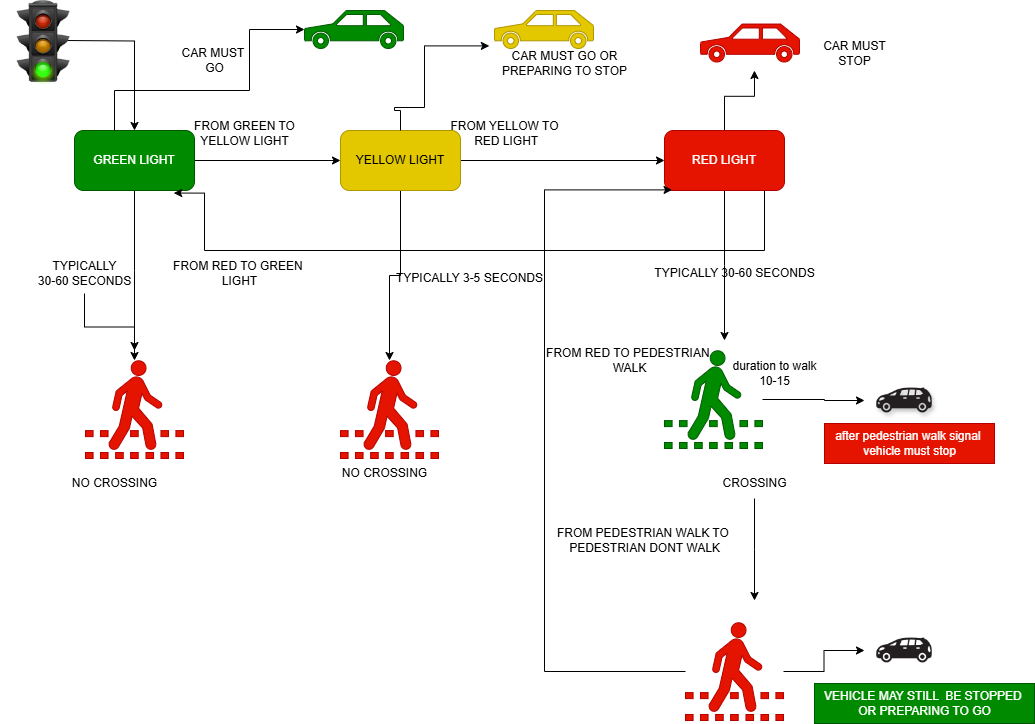 CAR MUST
GO
CAR MUST GO OR
PREPARING TO STOP
CAR MUST
STOP
FROM GREEN TO
YELLOW LIGHT
FROM YELLOW TO
RED LIGHT
GREEN LIGHT
YELLOW LIGHT
RED LIGHT
TYPICALLY
30-60 SECONDS
FROM RED TO GREEN
LIGHT
TYPICALLY 3-5 SECONDS
TYPICALLY 30-60 SECONDS
FROM RED TO PEDESTRIAN
WALK
duration to walk
10-15
after pedestrian walk signal
vehicle must stop
NO CROSSING
NO CROSSING
CROSSING
FROM PEDESTRIAN WALK TO
PEDESTRIAN DONT WALK
VEHICLE MAY STILL BE STOPPED
OR PREPARING TO GO